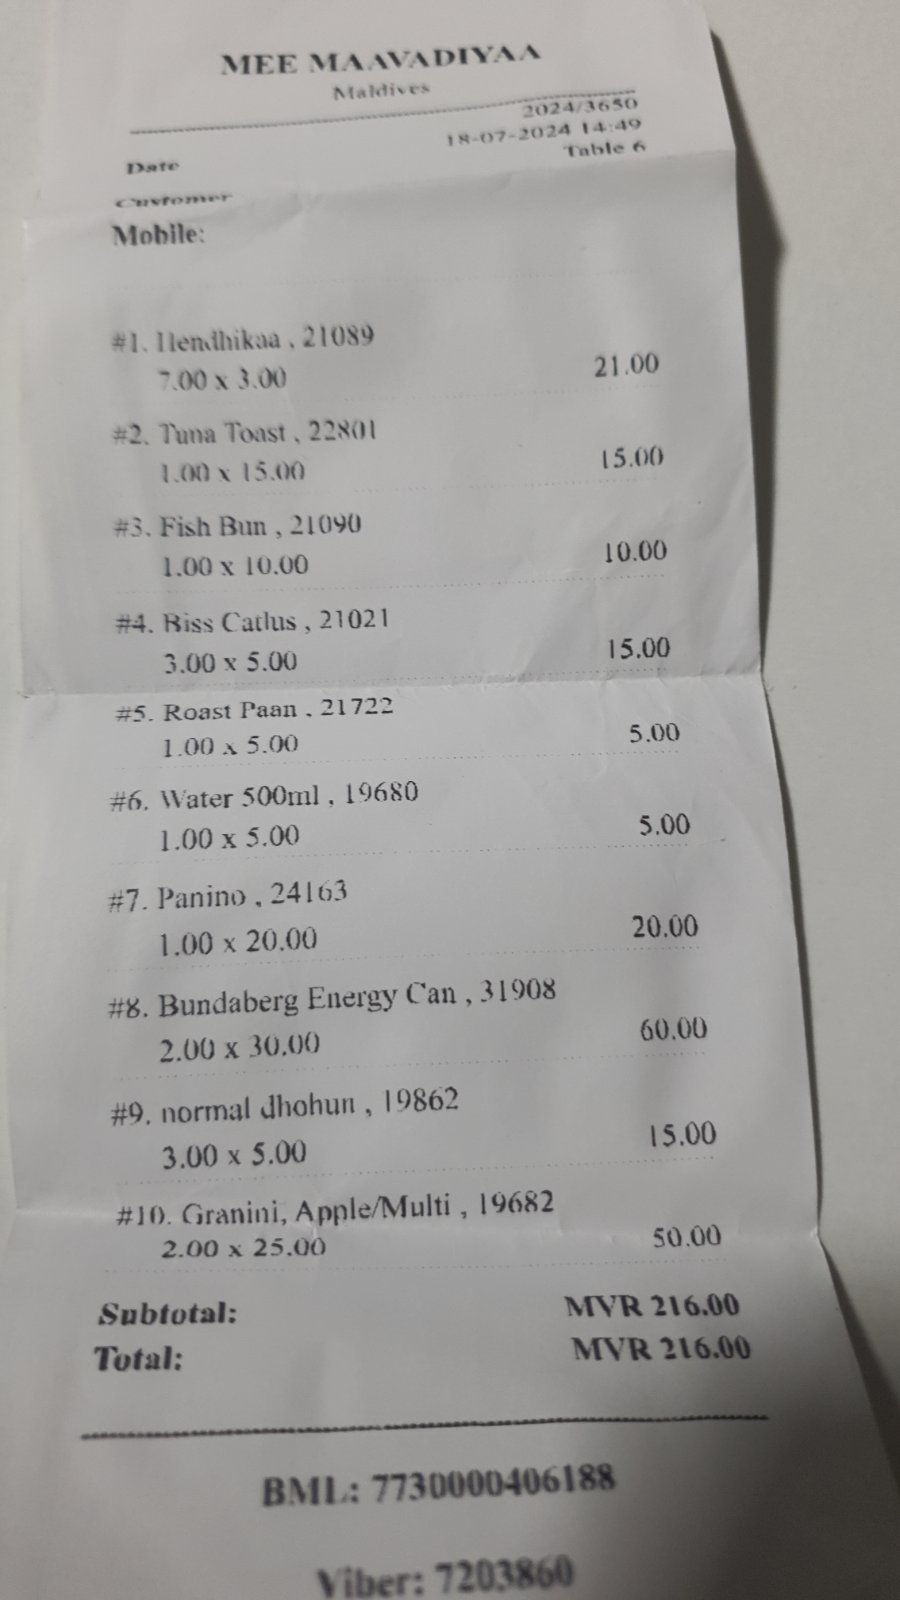 MEE MAAVADIYAA
Maldives
2024/3650
Date 18-07-2024 14:49
Customer Table 6
Mobile:
#1. Hendhikaa , 21089
7.00 x 3.00 21.00
#2. Tuna Toast , 22801
1.00 x 15.00 15.00
#3. Fish Bun , 21090
1.00 x 10.00 10.00
#4. Biss Catlus , 21021
3.00 x 5.00 15.00
#5. Roast Paan , 21722
1.00 x 5.00 5.00
#6. Water 500ml , 19680
1.00 x 5.00 5.00
#7. Panino , 24163
1.00 x 20.00 20.00
#8. Bundaberg Energy Can , 31908
2.00 x 30.00 60.00
#9. normal dhohun , 19862
3.00 x 5.00 15.00
#10. Granini, Apple/Multi , 19682
2.00 x 25.00 50.00
Subtotal: MVR 216.00
Total: MVR 216.00
BML: 7730000406188
Viber: 7203860